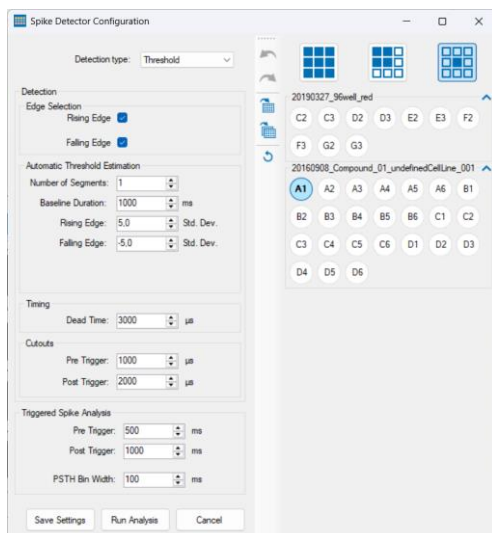 Spike Detector Configuration
Detection type: Threshold
Detection
Edge Selection
Rising Edge
Falling Edge
Automatic Threshold Estimation
Number of Segments: 1
Baseline Duration: 1000 ms
Rising Edge: 5.0 Std. Dev.
Falling Edge: -5.0 Std. Dev.
Timing
Dead Time: 3000 µs
Cutouts
Pre Trigger: 1000 µs
Post Trigger: 2000 µs
Triggered Spike Analysis
Pre Trigger: 500 ms
Post Trigger: 1000 ms
PSTH Bin Width: 100 ms
Save Settings Run Analysis Cancel
20190327_96well_red
C2 C3 D2 D3 E2 E3 F2
F3 G2 G3
20160908_Compound_01_undefinedCellLine_001
A1 A2 A3 A4 A5 A6 B1
B2 B3 B4 B5 B6 C1 C2
C3 C4 C5 C6 D1 D2 D3
D4 D5 D6